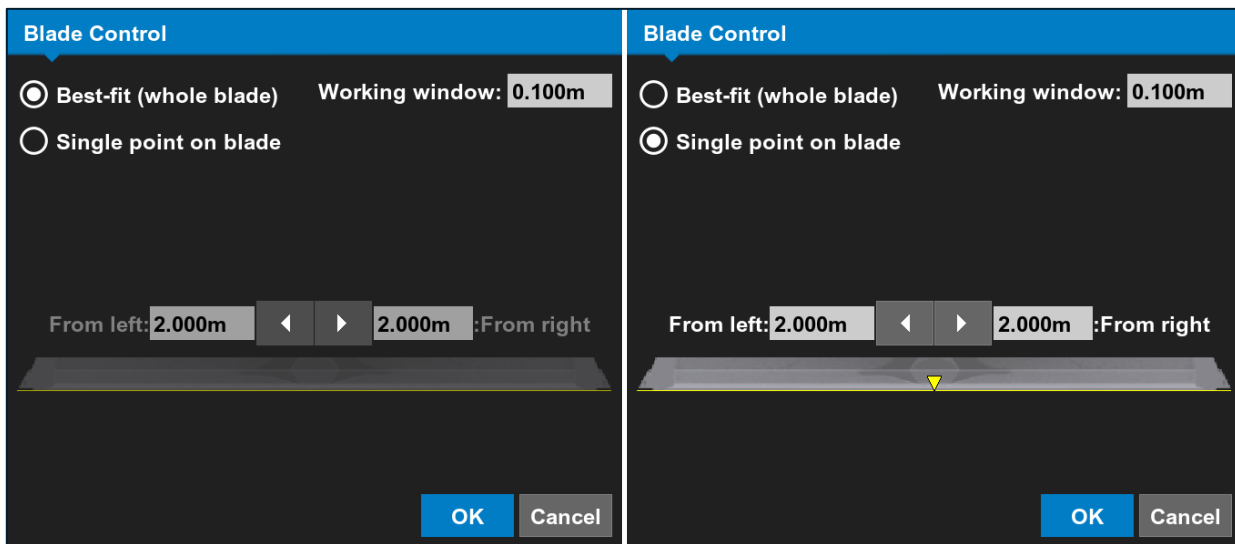 Blade Control
Best-fit (whole blade) Working window: 0.100m
Single point on blade
From left: 2.000m 2.000m :From right
OK Cancel
Blade Control
Best-fit (whole blade) Working window: 0.100m
Single point on blade
From left: 2.000m 2.000m :From right
OK Cancel